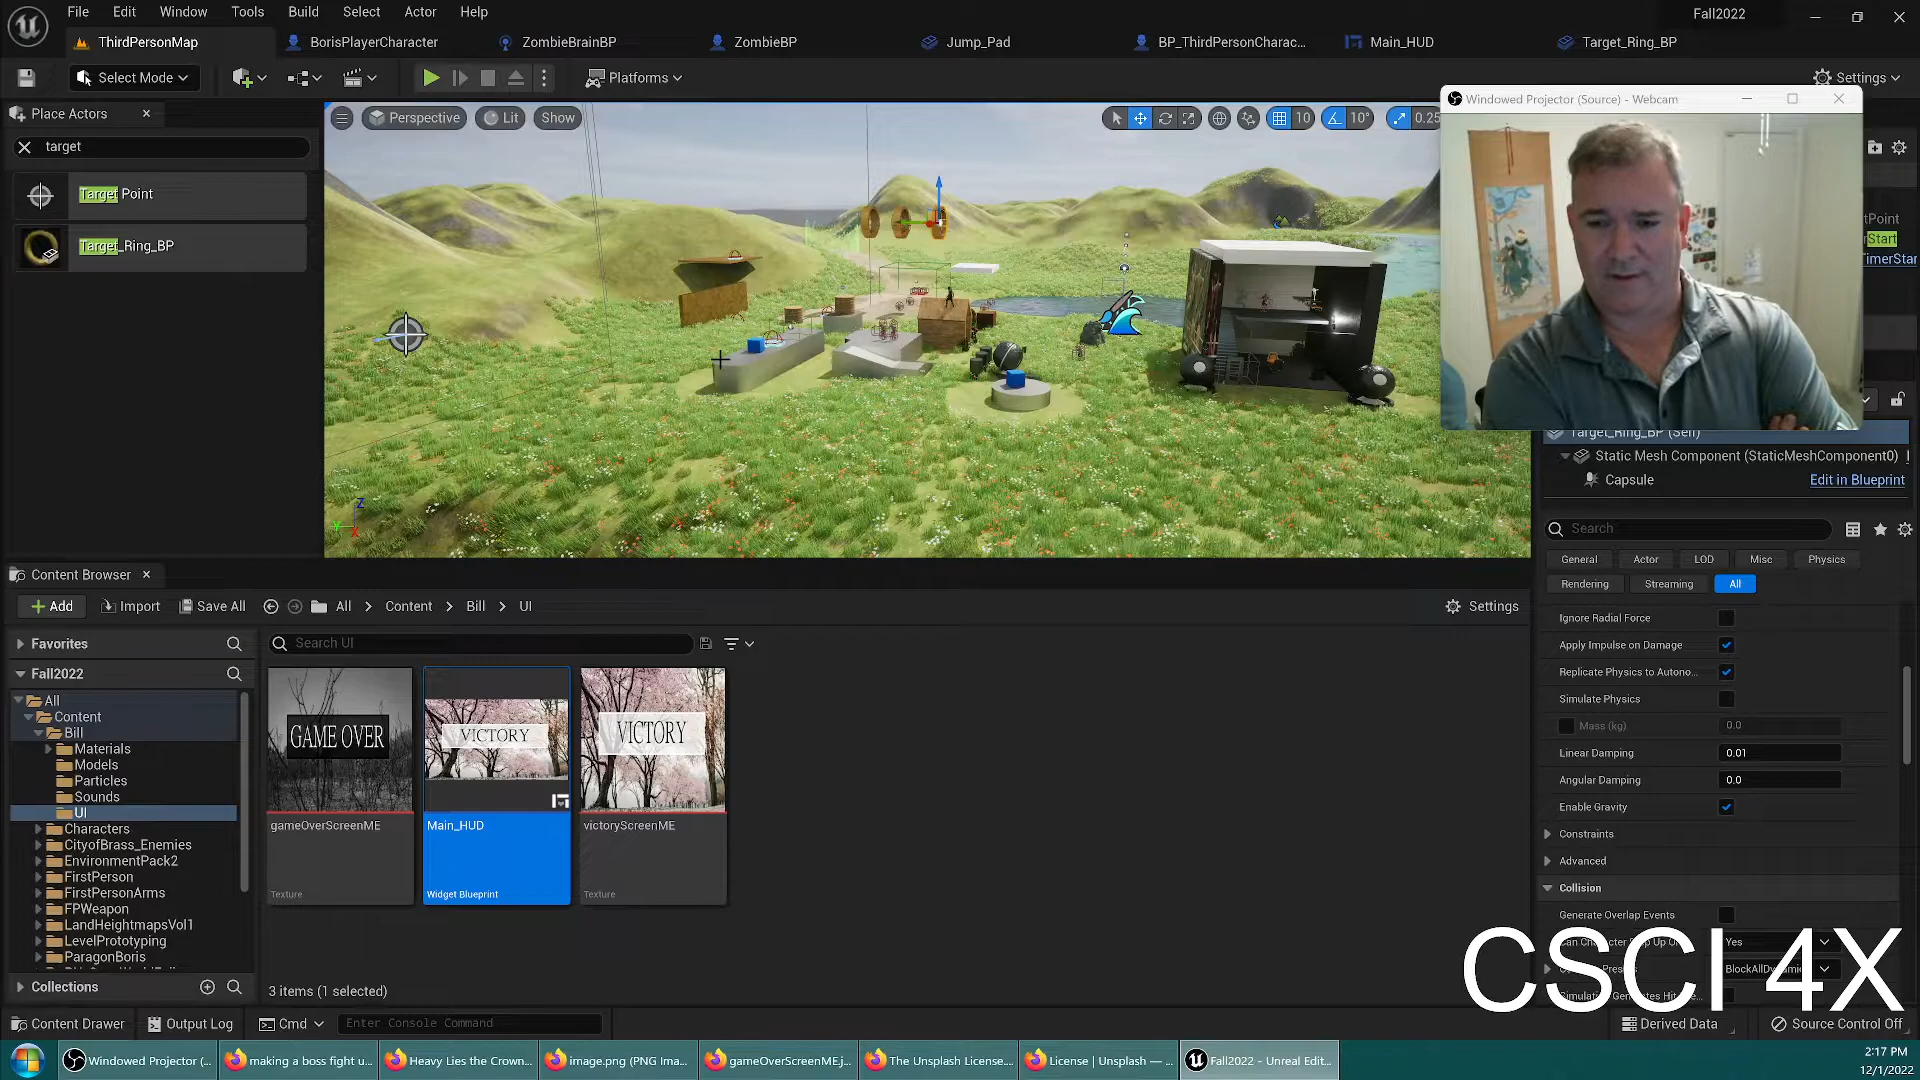 File Edit Window Tools Build Select Actor Help
Fall2022
ThirdPersonMap BorisPlayerCharacter ZombieBrainBP ZombieBP Jump_Pad BP_ThirdPersonCharac... Main_HUD Target_Ring_BP
Select Mode Platforms Settings
Place Actors
target
Target Point
Target_Ring_BP
Perspective Lit Show 10 10° 0.25
Windowed Projector (Source) - Webcam
Point
Start
TimerStar
Target_Ring_BP (Self)
Static Mesh Component (StaticMeshComponent0)
Capsule Edit in Blueprint
Search
General Actor LOD Misc Physics
Rendering Streaming All
Ignore Radial Force
Apply Impulse on Damage
Replicate Physics to Autono...
Simulate Physics
Mass (kg) 0.0
Linear Damping 0.01
Angular Damping 0.0
Enable Gravity
Constraints
Advanced
Collision
Generate Overlap Events
Yes
BlockAllDynamic
CSCI 4X
Content Browser
Add Import Save All All Content Bill UI Settings
Favorites
Search UI
Fall2022
All
Content
Bill
Materials
Models
Particles
Sounds
UI
Characters
CityofBrass_Enemies
EnvironmentPack2
FirstPerson
FirstPersonArms
FPWeapon
LandHeightmapsVol1
LevelPrototyping
ParagonBoris
Collections
GAME OVER
VICTORY
VICTORY
gameOverScreenME Main_HUD victoryScreenME
Texture Widget Blueprint Texture
3 items (1 selected)
Content Drawer Output Log Cmd Enter Console Command Derived Data Source Control Off
Windowed Projector (... making a boss fight u... Heavy Lies the Crown... image.png (PNG Ima... gameOverScreenME.j... The Unsplash License... License | Unsplash —... Fall2022 - Unreal Edit...
2:17 PM
12/1/2022